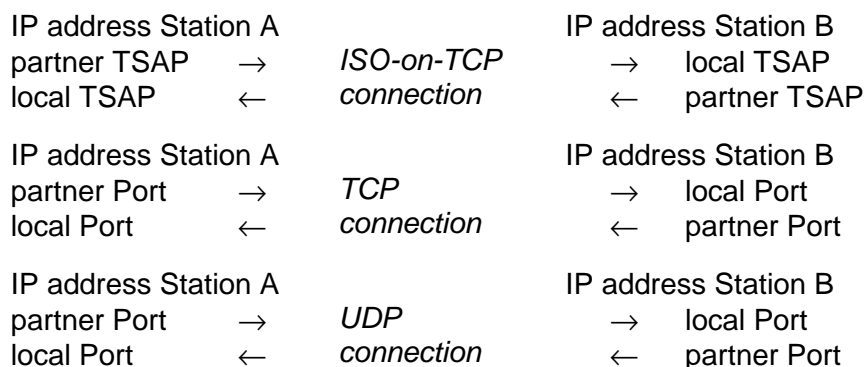 IP address Station A IP address Station B
partner TSAP → ISO-on-TCP → local TSAP
local TSAP ← connection ← partner TSAP
IP address Station A IP address Station B
partner Port → TCP → local Port
local Port ← connection ← partner Port
IP address Station A IP address Station B
partner Port → UDP → local Port
local Port ← connection ← partner Port